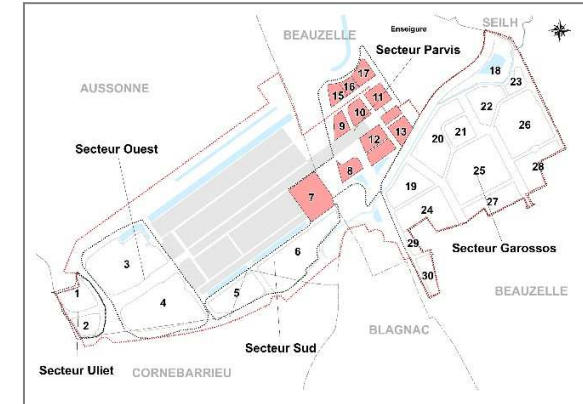 SEILH
BEAUZELLE
Enseigure
Secteur Parvis
AUSSONNE
17
18
16
15
23
11
10
22
9
26
Secteur Ouest
13
21
12
20
28
8
25
7
19
27
6
24
3
Secteur Garossos
29
1
4
5
30
BEAUZELLE
2
BLAGNAC
Secteur Sud
Secteur Uliet
CORNEBARRIEU